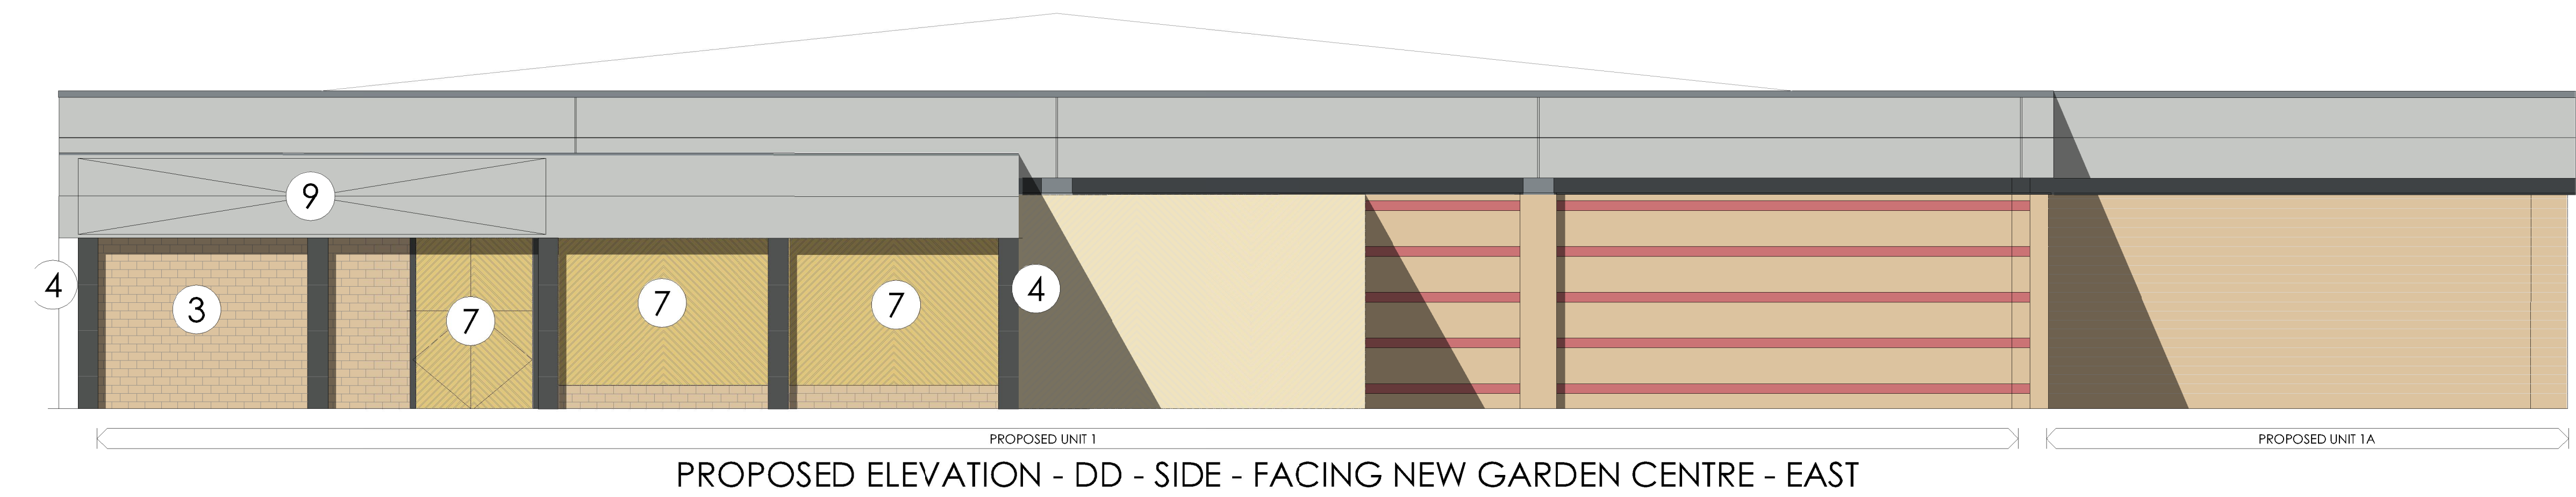 9
4
3
7
7
7
4
PROPOSED UNIT 1
PROPOSED UNIT 1A
PROPOSED ELEVATION - DD - SIDE - FACING NEW GARDEN CENTRE - EAST